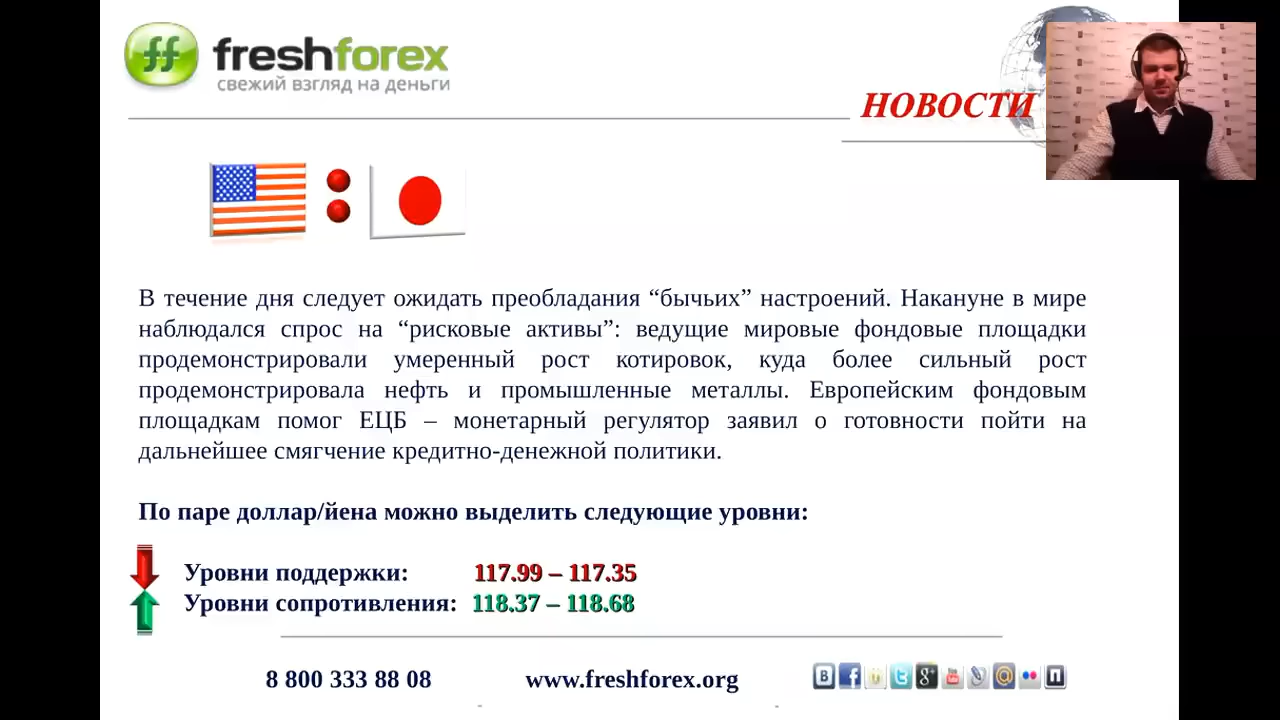 ff freshforex
свежий взгляд на деньги
НОВОСТИ
В течение дня следует ожидать преобладания “бычьих” настроений. Накануне в мире
наблюдался спрос на “рисковые активы”: ведущие мировые фондовые площадки
продемонстрировали умеренный рост котировок, куда более сильный рост
продемонстрировала нефть и промышленные металлы. Европейским фондовым
площадкам помог ЕЦБ – монетарный регулятор заявил о готовности пойти на
дальнейшее смягчение кредитно-денежной политики.
По паре доллар/йена можно выделить следующие уровни:
Уровни поддержки: 117.99 – 117.35
Уровни сопротивления: 118.37 – 118.68
8 800 333 88 08 www.freshforex.org